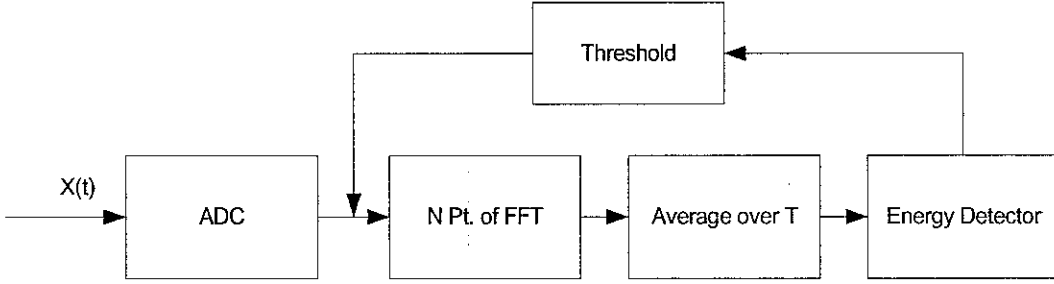 Threshold
X(t)
ADC
N Pt. of FFT
Average over T
Energy Detector